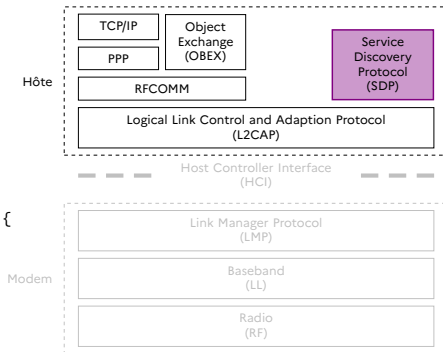 TCP/IP
Object
Exchange
(OBEX)
PPP
RFCOMM
Service
Discovery
Protocol
(SDP)
Hôte
Logical Link Control and Adaption Protocol
(L2CAP)
Host Controller Interface
(HCI)
{
Link Manager Protocol
(LMP)
Modem
Baseband
(LL)
Radio
(RF)